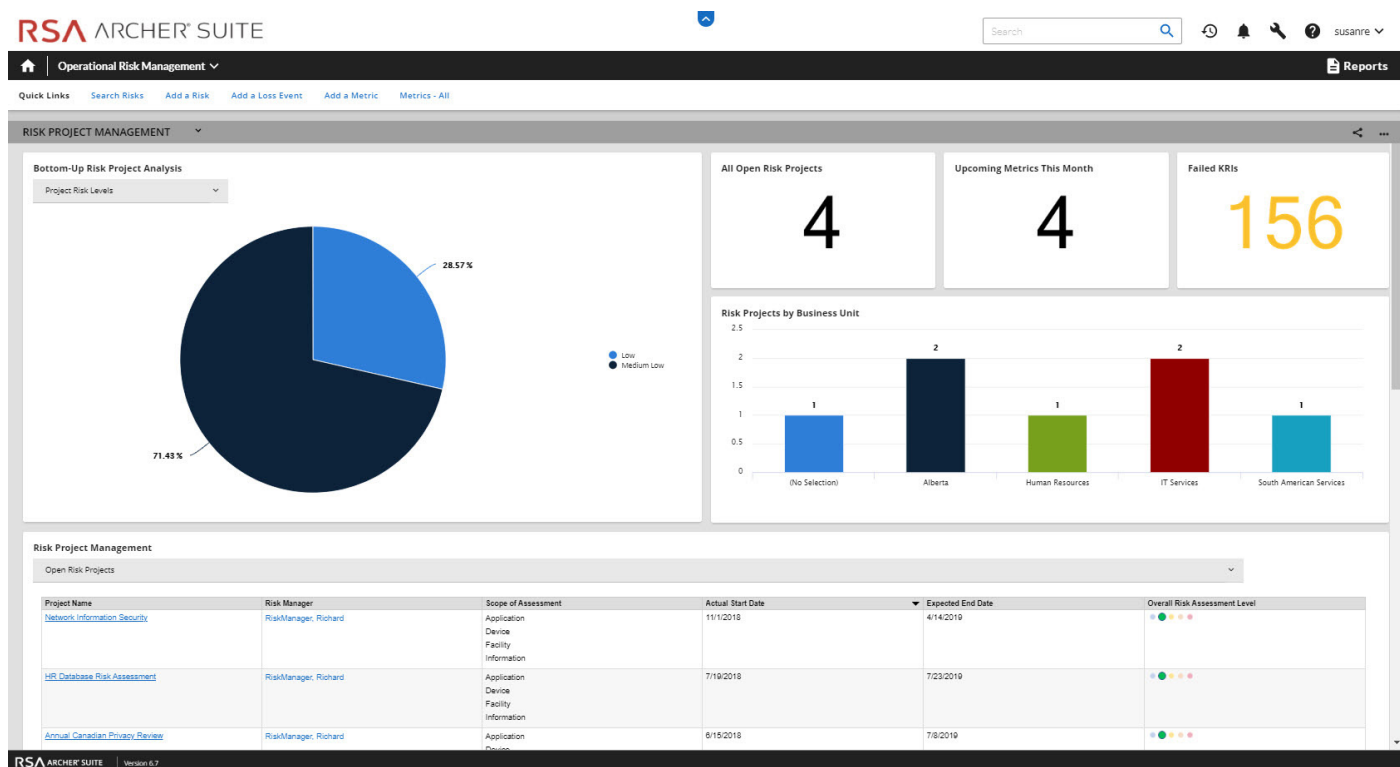 RSA ARCHER® SUITE
Search
susanre
Operational Risk Management
Reports
Quick Links Search Risks Add a Risk Add a Loss Event Add a Metric Metrics - All
RISK PROJECT MANAGEMENT
Bottom-Up Risk Project Analysis
Project Risk Levels
28.57 %
71.43 %
Low
Medium Low
All Open Risk Projects
4
Upcoming Metrics This Month
4
Failed KRIs
156
Risk Projects by Business Unit
2.5
2
1.5
1
0.5
0
1 2 1 2 1
(No Selection) Alberta Human Resources IT Services South American Services
Risk Project Management
Open Risk Projects
Project Name Risk Manager Scope of Assessment Actual Start Date Expected End Date Overall Risk Assessment Level
Network Information Security RiskManager, Richard Application 11/1/2018 4/14/2019
Device
Facility
Information
HR Database Risk Assessment RiskManager, Richard Application 7/19/2018 7/23/2019
Device
Facility
Information
Annual Canadian Privacy Review RiskManager, Richard Application 6/15/2018 7/8/2019
Device
RSA ARCHER® SUITE Version 6.7